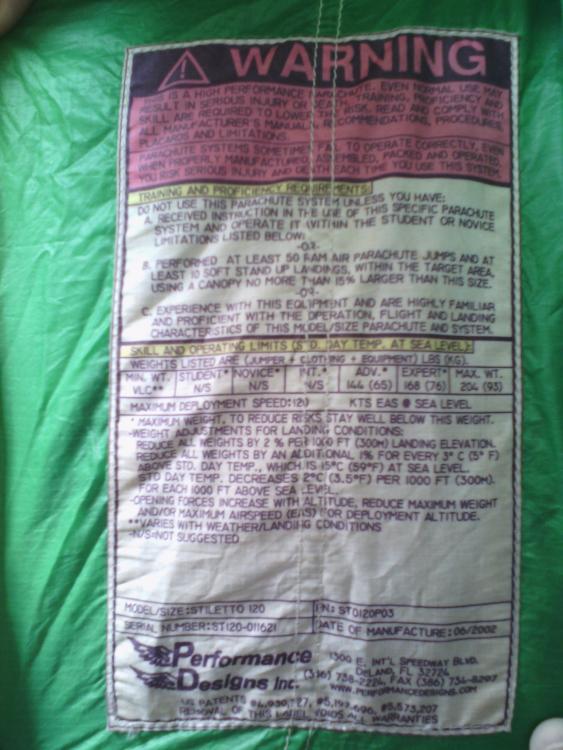 WARNING
THIS IS A HIGH PERFORMANCE PARACHUTE. EVEN NORMAL USE MAY
RESULT IN SERIOUS INJURY OR DEATH. TRAINING, PROFICIENCY AND
SKILL ARE REQUIRED TO LOWER THE RISK. READ AND COMPLY WITH
ALL MANUFACTURER'S MANUALS, RECOMMENDATIONS, PROCEDURES,
PLACARDS AND LIMITATIONS.
PARACHUTE SYSTEMS SOMETIMES FAIL TO OPERATE CORRECTLY, EVEN
WHEN PROPERLY MANUFACTURED, ASSEMBLED, PACKED AND OPERATED.
YOU RISK SERIOUS INJURY AND DEATH EACH TIME YOU USE THIS SYSTEM.
TRAINING AND PROFICIENCY REQUIREMENTS:
DO NOT USE THIS PARACHUTE SYSTEM UNLESS YOU HAVE:
A. RECEIVED INSTRUCTION IN THE USE OF THIS SPECIFIC PARACHUTE
SYSTEM AND OPERATE IT WITHIN THE STUDENT OR NOVICE
LIMITATIONS LISTED BELOW:
-OR-
B. PERFORMED AT LEAST 50 RAM AIR PARACHUTE JUMPS AND AT
LEAST 10 SOFT STAND UP LANDINGS, WITHIN THE TARGET AREA,
USING A CANOPY NO MORE THAN 15% LARGER THAN THIS SIZE.
-OR-
C. EXPERIENCE WITH THIS EQUIPMENT AND ARE HIGHLY FAMILIAR
AND PROFICIENT WITH THE OPERATION, FLIGHT AND LANDING
CHARACTERISTICS OF THIS MODEL/SIZE PARACHUTE AND SYSTEM.
SKILL AND OPERATING LIMITS (STD. DAY TEMP. AT SEA LEVEL):
WEIGHTS LISTED ARE (JUMPER + CLOTHING + EQUIPMENT) LBS (KG).
MIN. WT. STUDENT* NOVICE* INT.* ADV.* EXPERT* MAX. WT.
VLC** N/S N/S N/S 144 (65) 168 (76) 204 (93)
MAXIMUM DEPLOYMENT SPEED: 120 KTS EAS @ SEA LEVEL
* MAXIMUM WEIGHT, TO REDUCE RISKS STAY WELL BELOW THIS WEIGHT.
-WEIGHT ADJUSTMENTS FOR LANDING CONDITIONS:
REDUCE ALL WEIGHTS BY 2 % PER 1000 FT (300M) LANDING ELEVATION.
REDUCE ALL WEIGHTS BY AN ADDITIONAL 1% FOR EVERY 3° C (5° F)
ABOVE STD. DAY TEMP., WHICH IS 15°C (59°F) AT SEA LEVEL.
STD DAY TEMP. DECREASES 2°C (3.5°F) PER 1000 FT (300M).
FOR EACH 1000 FT ABOVE SEA LEVEL.
-OPENING FORCES INCREASE WITH ALTITUDE, REDUCE MAXIMUM WEIGHT
AND/OR MAXIMUM AIRSPEED (EAS) FOR DEPLOYMENT ALTITUDE.
**VARIES WITH WEATHER/LANDING CONDITIONS
-N/S=NOT SUGGESTED
MODEL/SIZE: STILETTO 120 PN: ST0120P03
SERIAL NUMBER: ST120-011621 DATE OF MANUFACTURE: 06/2002
Performance
Designs Inc.
1300 E. INT'L SPEEDWAY BLVD.
DELAND, FL 32724
(386) 738-2224, FAX (386) 734-8297
WWW.PERFORMANCEDESIGNS.COM
US PATENTS #4,930,727, #5,197,696, #5,573,207
REMOVAL OF THIS LABEL VOIDS ALL WARRANTIES